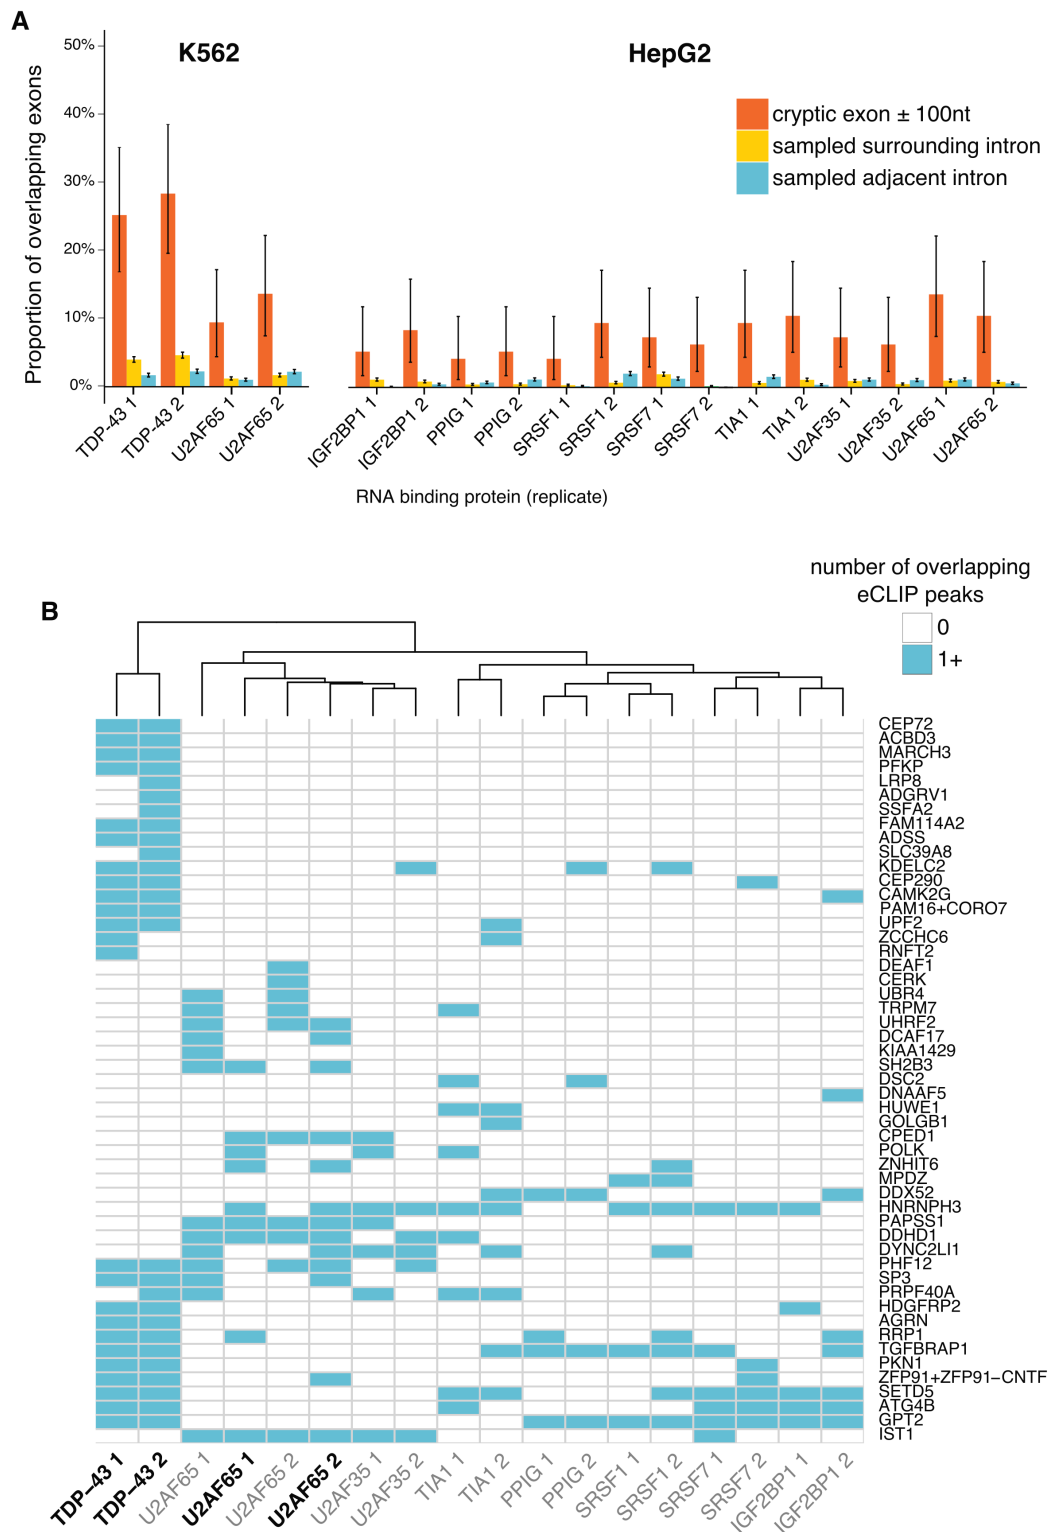 A
K562
HepG2
50%
40%
30%
20%
10%
0%
Proportion of overlapping exons
cryptic exon ± 100nt
sampled surrounding intron
sampled adjacent intron
TDP-43 1
TDP-43 2
U2AF65 1
U2AF65 2
IGF2BP1 1
IGF2BP1 2
PPIG 1
PPIG 2
SRSF1 1
SRSF1 2
SRSF7 1
SRSF7 2
TIA1 1
TIA1 2
U2AF35 1
U2AF35 2
U2AF65 1
U2AF65 2
RNA binding protein (replicate)
B
number of overlapping
eCLIP peaks
0
1+
CEP72
ACBD3
MARCH3
PFKP
LRP8
ADGRV1
SSFA2
FAM114A2
ADSS
SLC39A8
KDELC2
CEP290
CAMK2G
PAM16+CORO7
UPF2
ZCCHC6
RNFT2
DEAF1
CERK
UBR4
TRPM7
UHRF2
DCAF17
KIAA1429
SH2B3
DSC2
DNAAF5
HUWE1
GOLGB1
CPED1
POLK
ZNHIT6
MPDZ
DDX52
HNRNPH3
PAPSS1
DDHD1
DYNC2LI1
PHF12
SP3
PRPF40A
HDGFRP2
AGRN
RRP1
TGFBRAP1
PKN1
ZFP91+ZFP91−CNTF
SETD5
ATG4B
GPT2
IST1
TDP-43 1
TDP-43 2
U2AF65 1
U2AF65 1
U2AF65 2
U2AF65 2
U2AF35 1
U2AF35 2
TIA1 1
TIA1 2
PPIG 1
PPIG 2
SRSF1 1
SRSF1 2
SRSF7 1
SRSF7 2
IGF2BP1 1
IGF2BP1 2